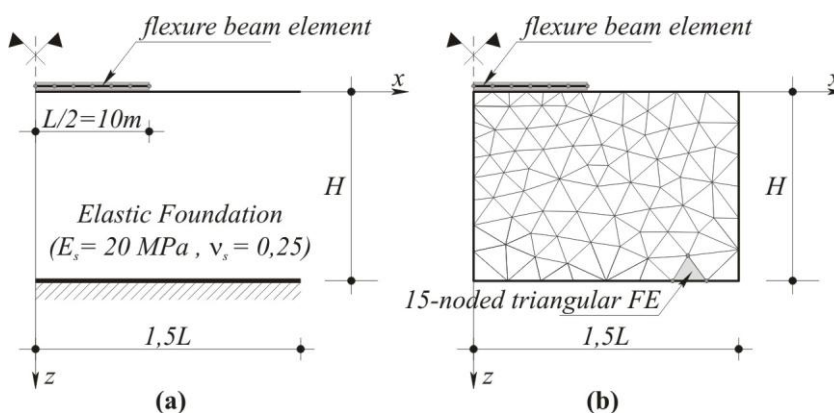 flexure beam element
x
L/2=10m
H
Elastic Foundation
(Eₛ= 20 MPa , νₛ= 0,25)
1,5L
z
(a)
flexure beam element
x
H
15-noded triangular FE
1,5L
z
(b)